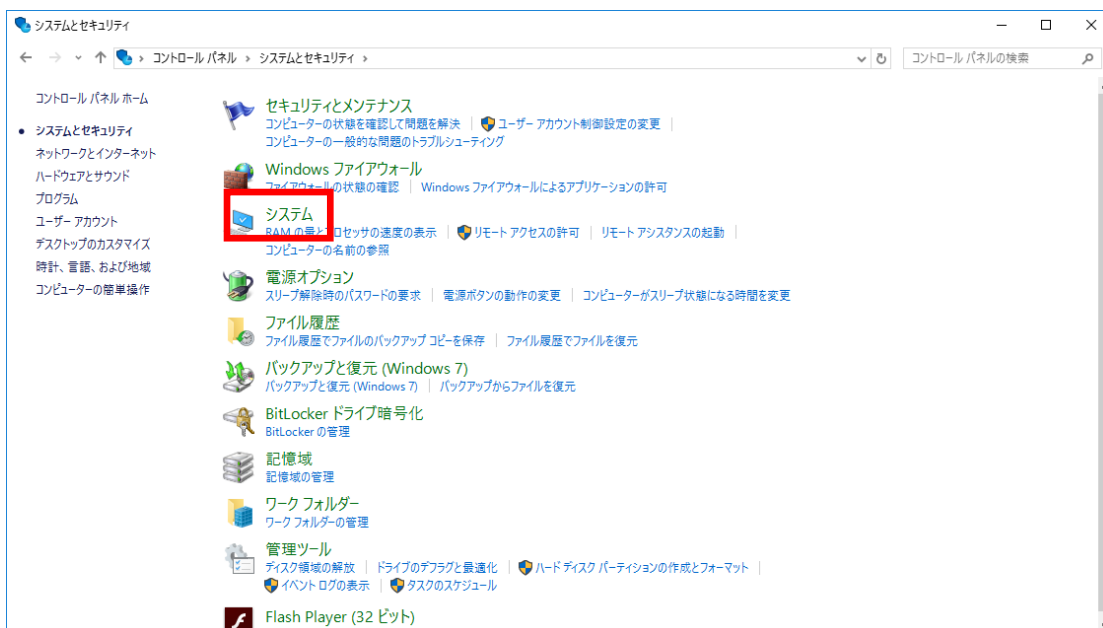 システムとセキュリティ
コントロール パネル › システムとセキュリティ ›
コントロール パネルの検索
コントロール パネル ホーム
システムとセキュリティ
ネットワークとインターネット
ハードウェアとサウンド
プログラム
ユーザー アカウント
デスクトップのカスタマイズ
時計、言語、および地域
コンピューターの簡単操作
セキュリティとメンテナンス
コンピューターの状態を確認して問題を解決 | ユーザー アカウント制御設定の変更 |
コンピューターの一般的な問題のトラブルシューティング
Windows ファイアウォール
ファイアウォールの状態の確認 | Windows ファイアウォールによるアプリケーションの許可
システム
RAM の量とプロセッサの速度の表示 | リモート アクセスの許可 | リモート アシスタンスの起動 |
コンピューターの名前の参照
電源オプション
スリープ解除時のパスワードの要求 | 電源ボタンの動作の変更 | コンピューターがスリープ状態になる時間を変更
ファイル履歴
ファイル履歴でファイルのバックアップ コピーを保存 | ファイル履歴でファイルを復元
バックアップと復元 (Windows 7)
バックアップと復元 (Windows 7) | バックアップからファイルを復元
BitLocker ドライブ暗号化
BitLocker の管理
記憶域
記憶域の管理
ワーク フォルダー
ワーク フォルダーの管理
管理ツール
ディスク領域の解放 | ドライブのデフラグと最適化 | ハード ディスク パーティションの作成とフォーマット |
イベント ログの表示 | タスクのスケジュール
Flash Player (32 ビット)